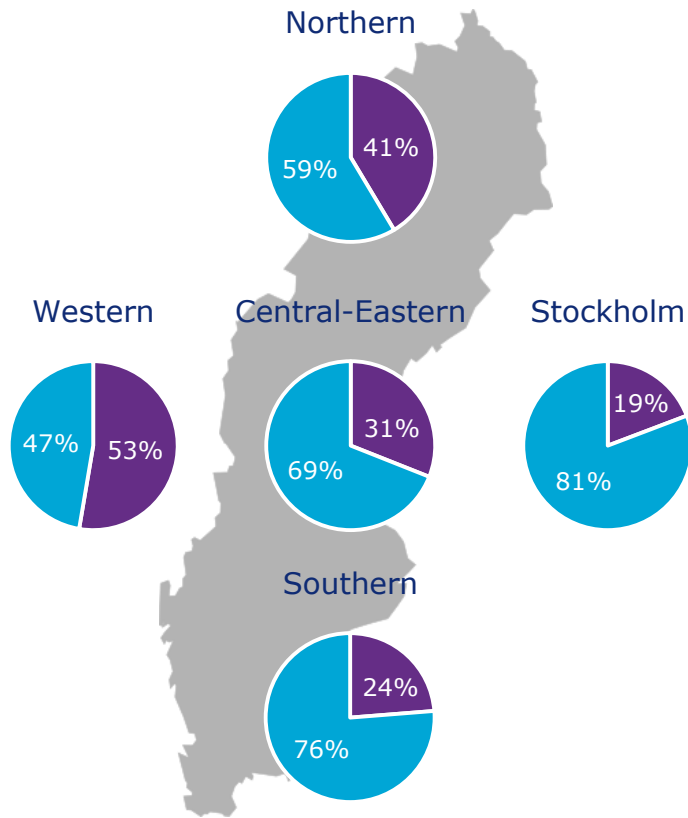 Northern
41%
59%
Western
Central-Eastern
Stockholm
47%
53%
31%
69%
19%
81%
Southern
24%
76%